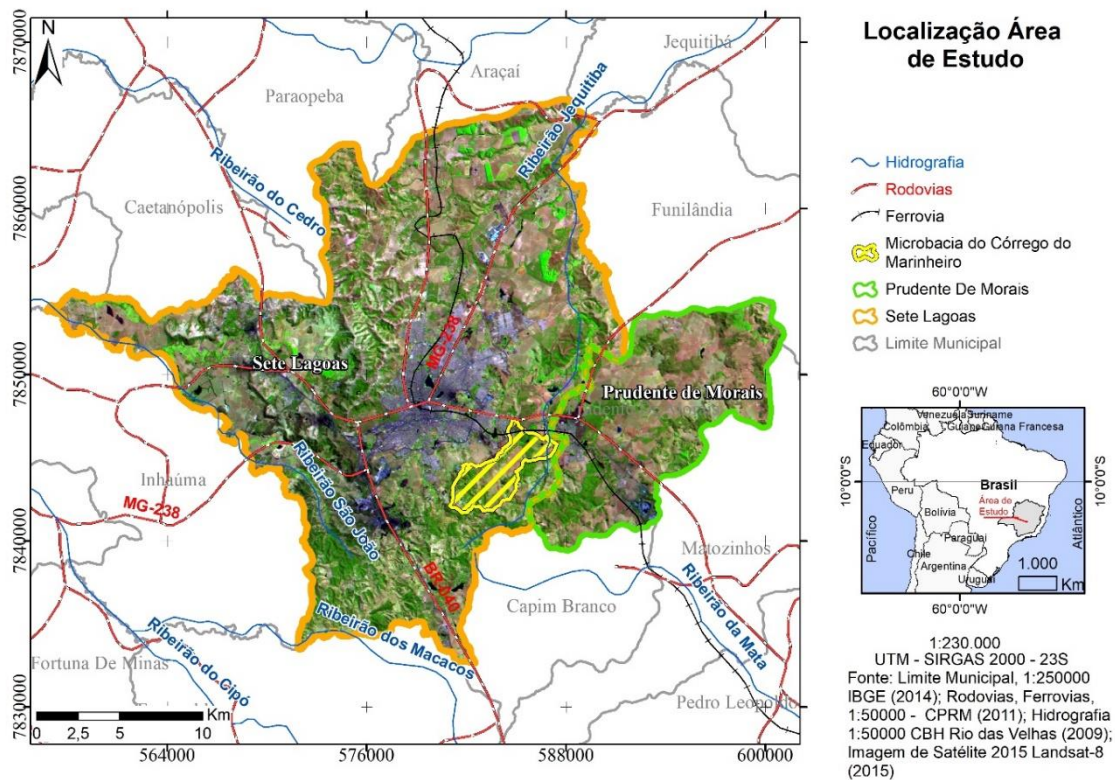 N
7870000
7860000
7850000
7840000
7830000
7870000
7860000
7850000
7840000
7830000
564000
576000
588000
600000
Jequitibá
Araçaí
Paraopeba
Ribeirão Jequitiba
Ribeirão do Cedro
Caetanópolis
Funilândia
MG-238
Sete Lagoas
Prudente de Morais
Inhaúma
MG-238
Ribeirão São João
BR-040
Matozinhos
Capim Branco
Ribeirão da Mata
Ribeirão dos Macacos
Fortuna De Minas
Ribeirão do Cipó
Pedro Leopoldo
Km
0 2,5 5 10
Localização Área
de Estudo
Hidrografia
Rodovias
Ferrovia
Microbacia do Córrego do
Marinheiro
Prudente De Morais
Sete Lagoas
Limite Municipal
60°0'0"W
10°0'0"S
10°0'0"S
Venezuela
Suriname
Colômbia
Guiana
Guiana Francesa
Equador
Peru
Brasil
Área de
Estudo
Bolívia
Paraguai
Chile
Argentina
Uruguai
Pacífico
Atlântico
1.000
Km
60°0'0"W
1:230.000
UTM - SIRGAS 2000 - 23S
Fonte: Limite Municipal, 1:250000
IBGE (2014); Rodovias, Ferrovias,
1:50000 - CPRM (2011); Hidrografia
1:50000 CBH Rio das Velhas (2009);
Imagem de Satélite 2015 Landsat-8
(2015)